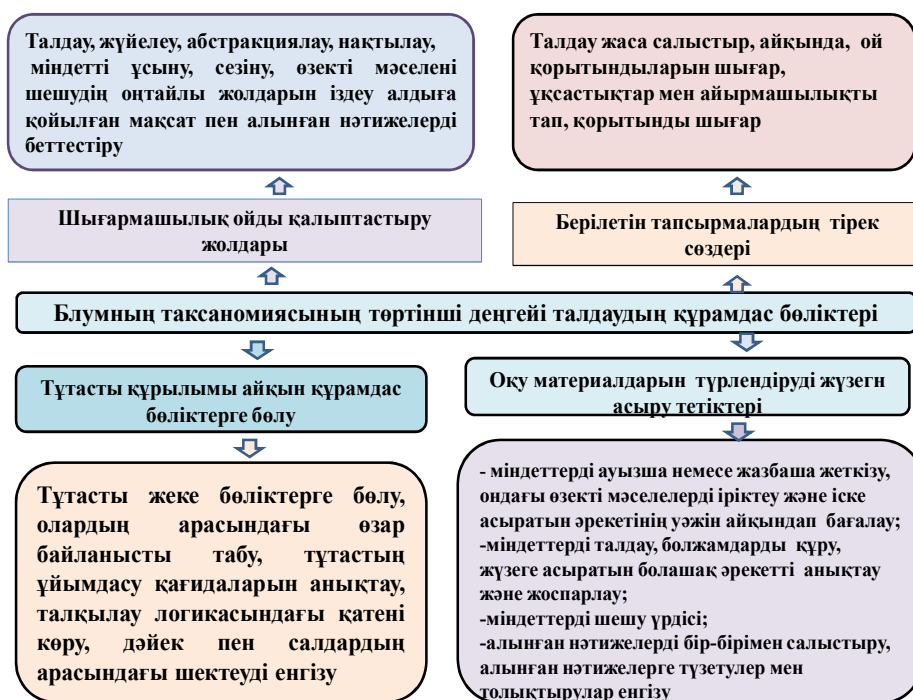 Талдау, жүйелеу, абстракциялау, нақтылау,
міндетті ұсыну, сезіну, өзекті мәселені
шешудің оңтайлы жолдарын іздеу алдыға
қойылған мақсат пен алынған нәтижелерді
беттестіру
Талдау жаса салыстыр, айқында, ой
қорытындыларын шығар,
ұқсастықтар мен айырмашылықты
тап, қорытынды шығар
Шығармашылық ойды қалыптастыру
жолдары
Берілетін тапсырмалардың тірек
сөздері
Блумның таксаномиясының төртінші деңгейі талдаудың құрамдас бөліктері
Тұтасты құрылымы айқын құрамдас
бөліктерге бөлу
Оқу материалдарын түрлендіруді жүзегн
асыру тетіктері
Тұтасты жеке бөліктерге бөлу,
олардың арасындағы өзар
байланысты табу, тұтастың
ұйымдасу қағидаларын анықтау,
талқылау логикасындағы қатені
көру, дәйек пен салдардың
арасындағы шектеуді енгізу
- міндеттерді ауызша немесе жазбаша жеткізу,
ондағы өзекті мәселелерді іріктеу және іске
асыратын әрекетінің уәжін айқындап бағалау;
-міндеттерді талдау, болжамдарды құру,
жүзеге асыратын болашақ әрекетті анықтау
және жоспарлау;
-міндеттерді шешу үрдісі;
-алынған нәтижелерді бір-бірімен салыстыру,
алынған нәтижелерге түзетулер мен
толықтырулар енгізу